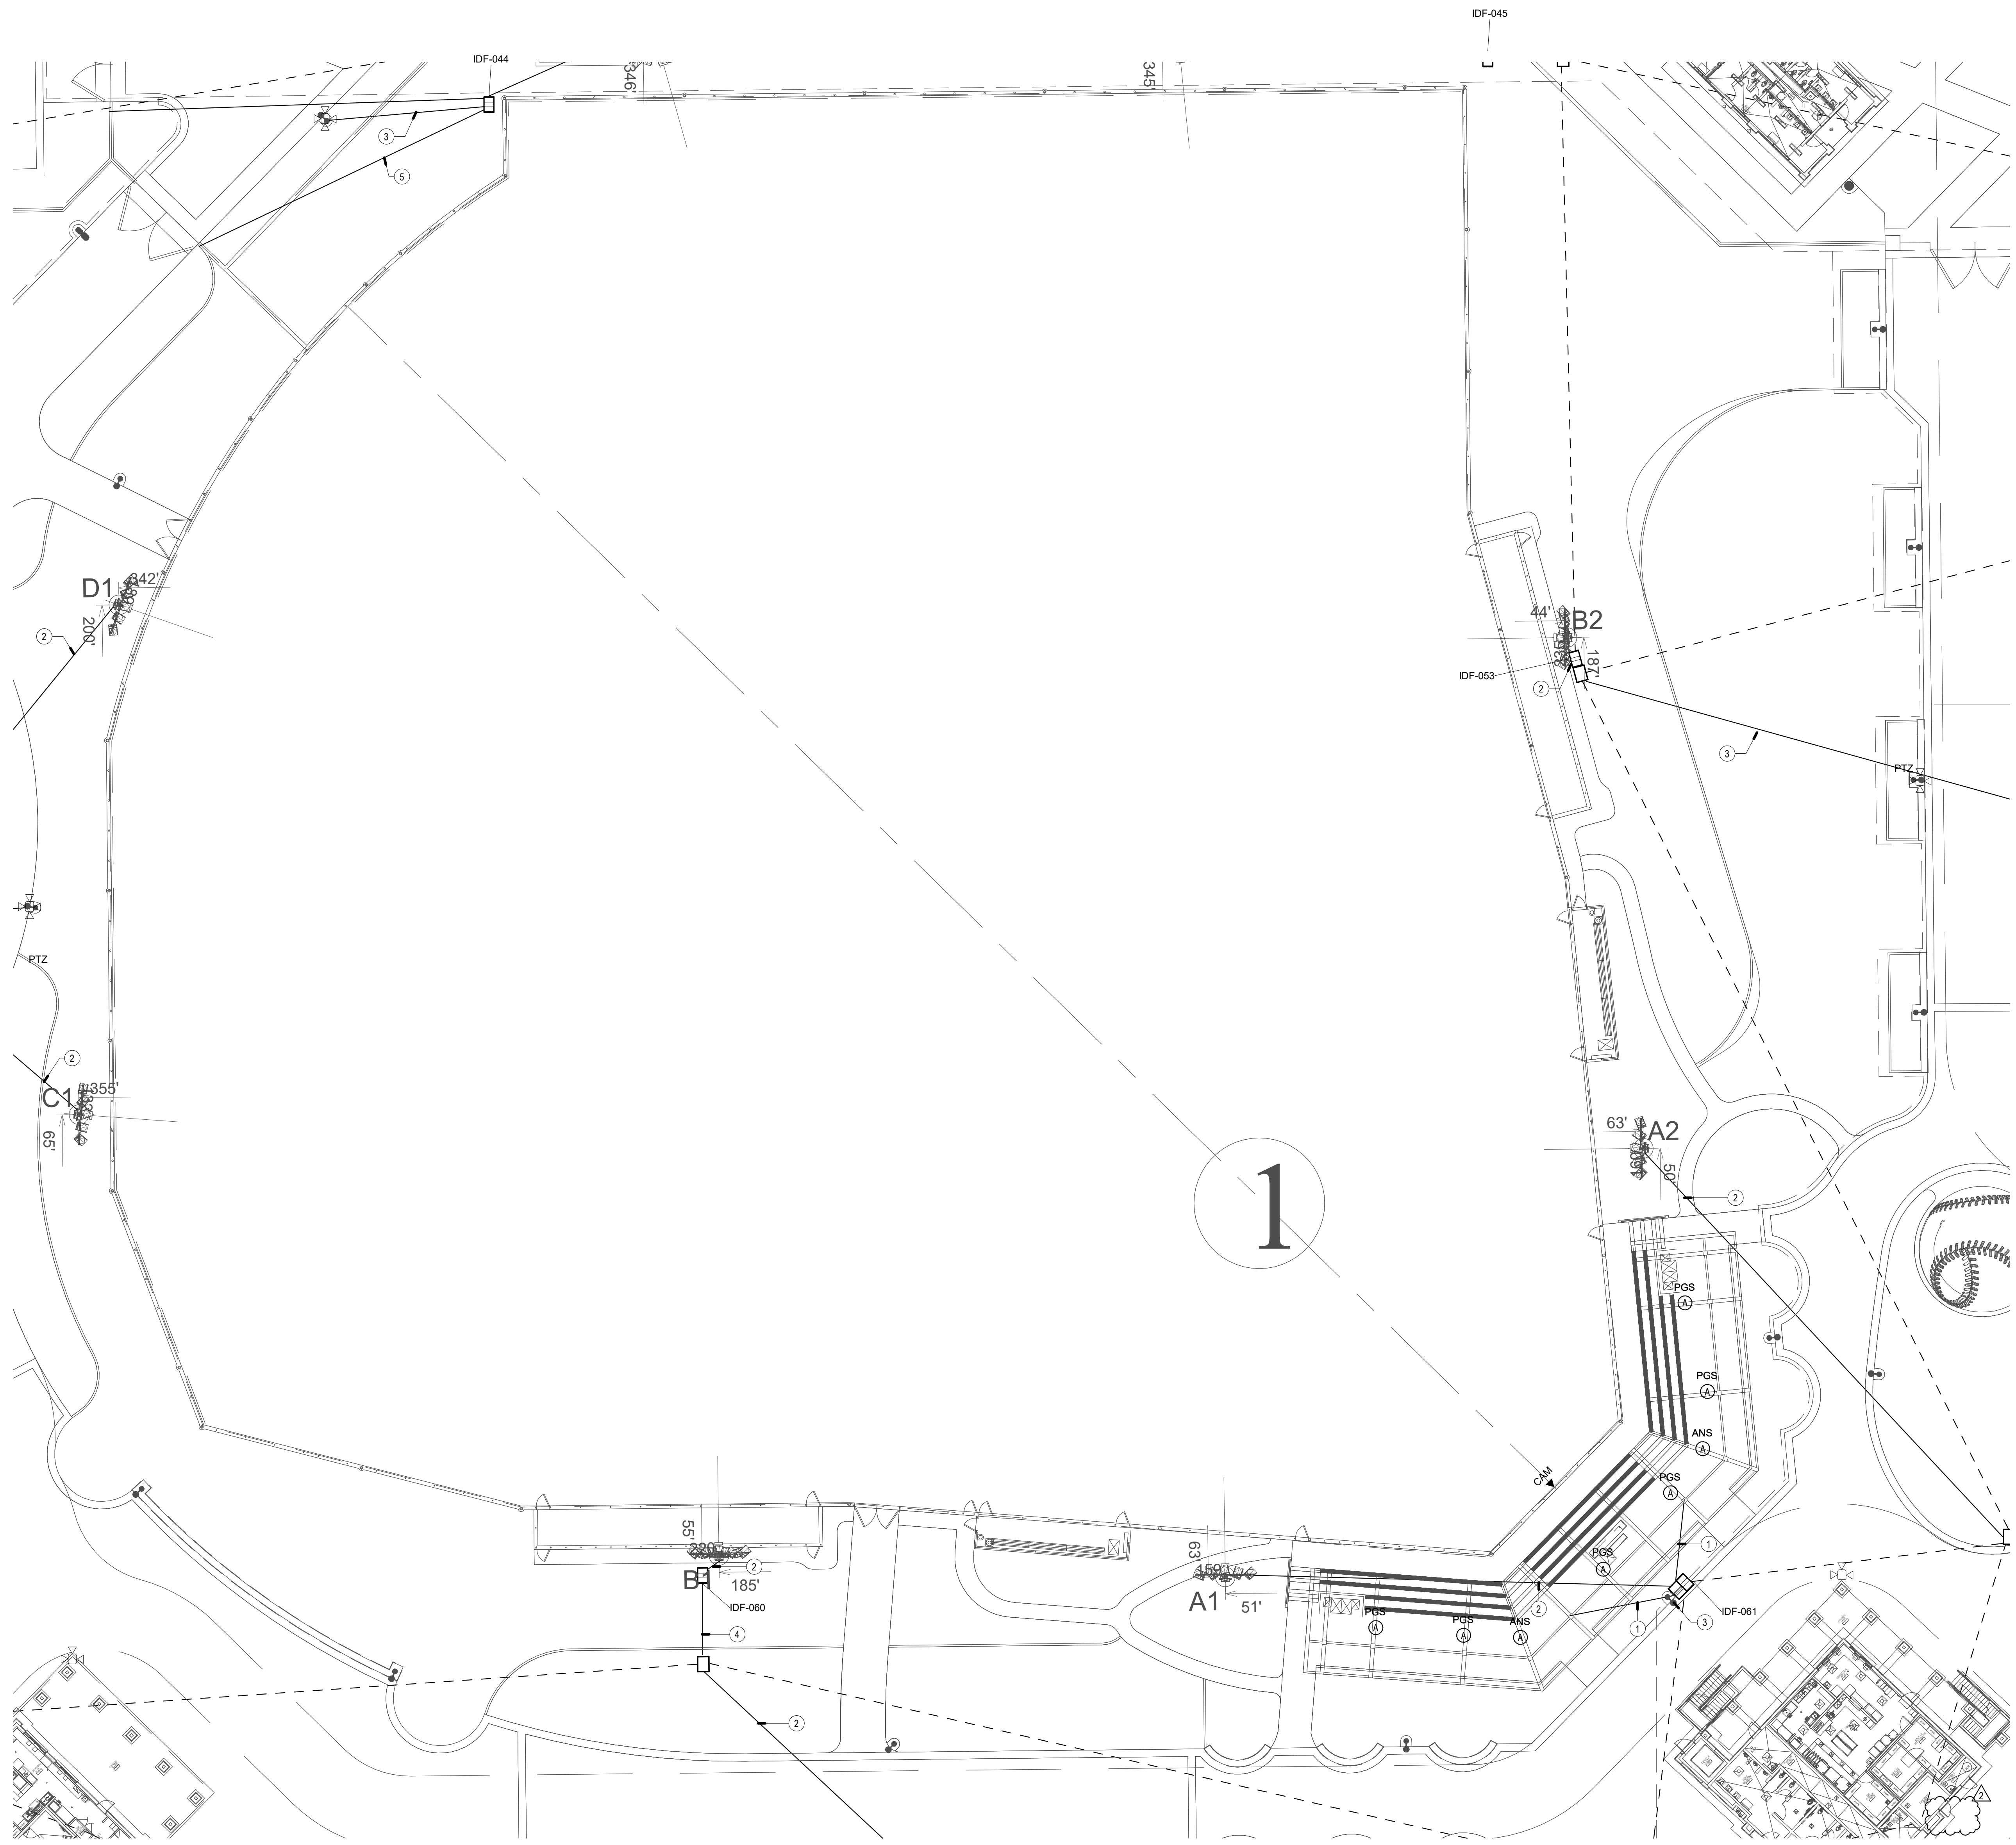 IDF-045
IDF-044
346'
345'
3
5
D1
342'
200'
2
44'
B2
187'
IDF-053
2
3
PTZ
PTZ
2
C1
355'
65'
63'
A2
50'
2
1
PGS
A
PGS
A
ANS
A
CAM
PGS
A
PGS
A
1
55'
2
B1
185'
IDF-060
4
2
63'
159'
A1
51'
2
PGS
A
PGS
A
ANS
A
1
3
IDF-061
2